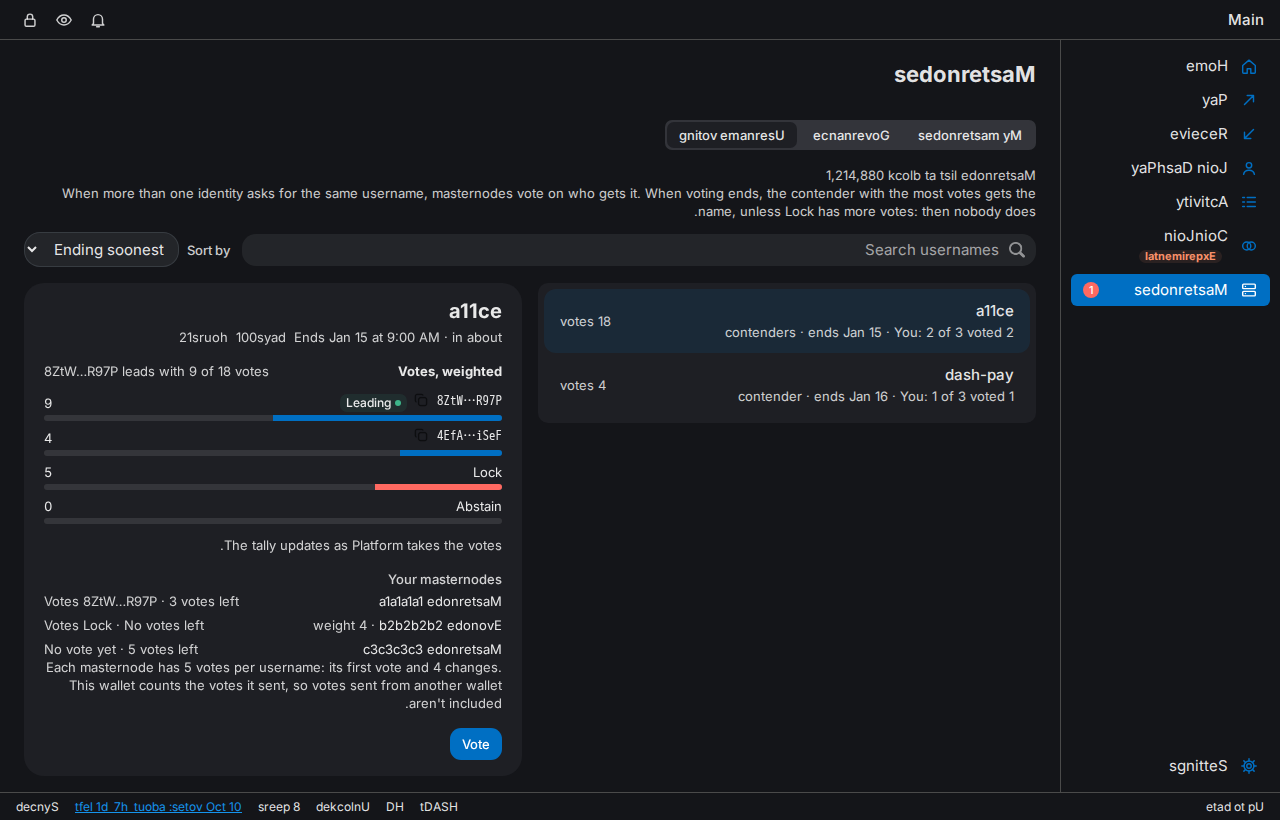 Main
sedonretsaM
sedonretsam yM
ecnanrevoG
gnitov emanresU
1,214,880 kcolb ta tsil edonretsaM
When more than one identity asks for the same username, masternodes vote on who gets it. When voting ends, the contender with the most votes gets the
.name, unless Lock has more votes: then nobody does
Search usernames
Sort by
Ending soonest
emoH
yaP
evieceR
yaPhsaD nioJ
ytivitcA
nioJnioC
latnemirepxE
sedonretsaM
1
sgnitteS
a11ce
contenders · ends Jan 15 · You: 2 of 3 voted 2
votes 18
dash-pay
contender · ends Jan 16 · You: 1 of 3 voted 1
votes 4
a11ce
21sruoh 100syad Ends Jan 15 at 9:00 AM · in about
Votes, weighted
8ZtW…R97P leads with 9 of 18 votes
8ZtW⋯R97P
Leading
9
4EfA⋯iSeF
4
Lock
5
Abstain
0
.The tally updates as Platform takes the votes
Your masternodes
a1a1a1a1 edonretsaM
Votes 8ZtW…R97P · 3 votes left
weight 4 · b2b2b2b2 edonovE
Votes Lock · No votes left
c3c3c3c3 edonretsaM
No vote yet · 5 votes left
Each masternode has 5 votes per username: its first vote and 4 changes.
This wallet counts the votes it sent, so votes sent from another wallet
.aren't included
Vote
etad ot pU
tDASH
DH
dekcolnU
sreep 8
tfel 1d 7h tuoba :setov Oct 10
decnyS